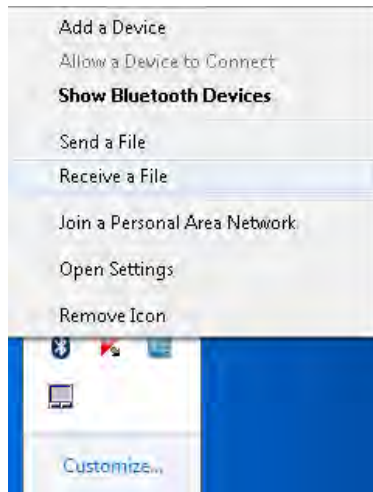 Add a Device
Allow a Device to Connect
Show Bluetooth Devices
Send a File
Receive a File
Join a Personal Area Network
Open Settings
Remove Icon
Customize...